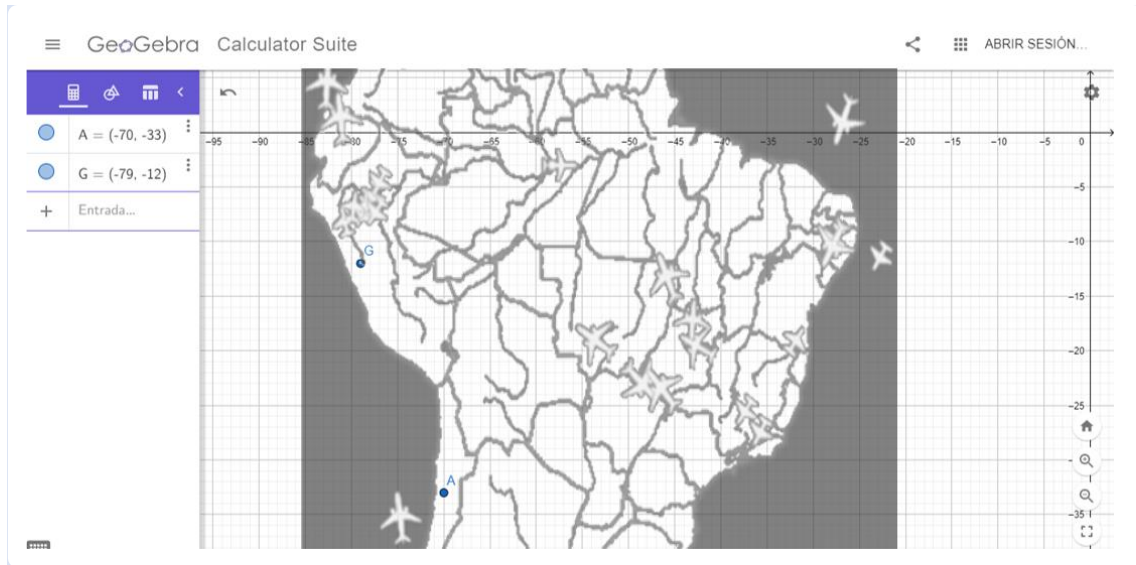 GeoGebra Calculator Suite
ABRIR SESIÓN...
A = (-70, -33)
G = (-79, -12)
Entrada...
-95 -90 -85 -80 -75 -70 -65 -60 -55 -50 -45 -40 -35 -30 -25 -20 -15 -10 -5 0
-5
G
-10
-15
-20
-25
A
-35